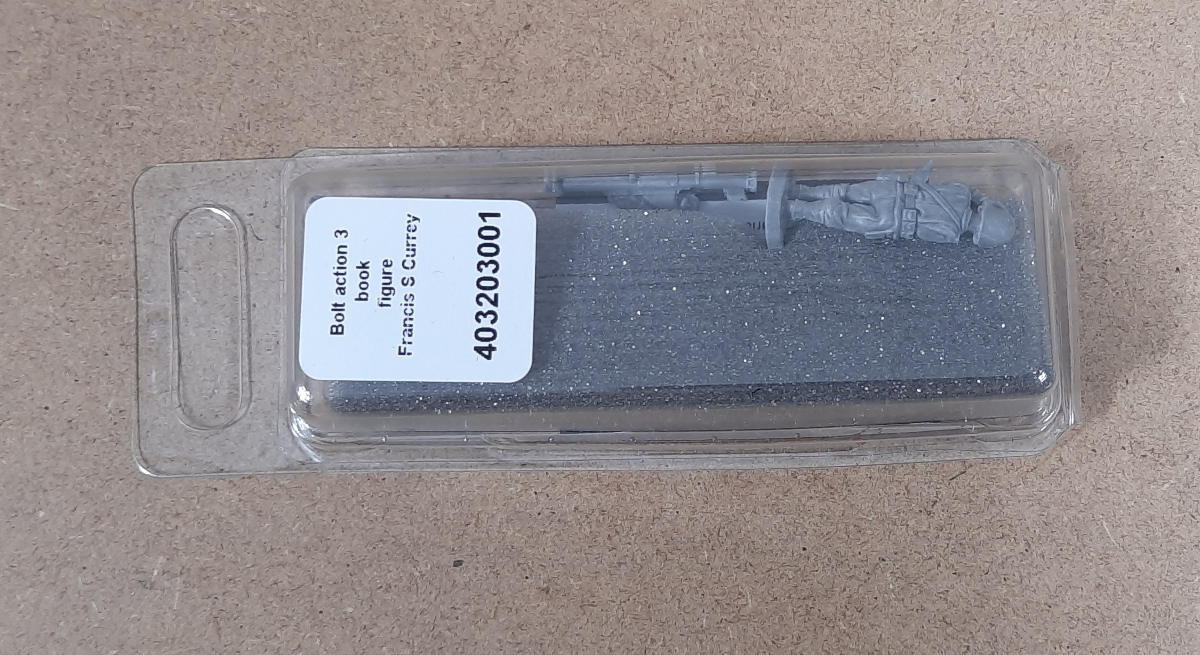 Bolt action 3
book
figure
Francis S Currey
403203001